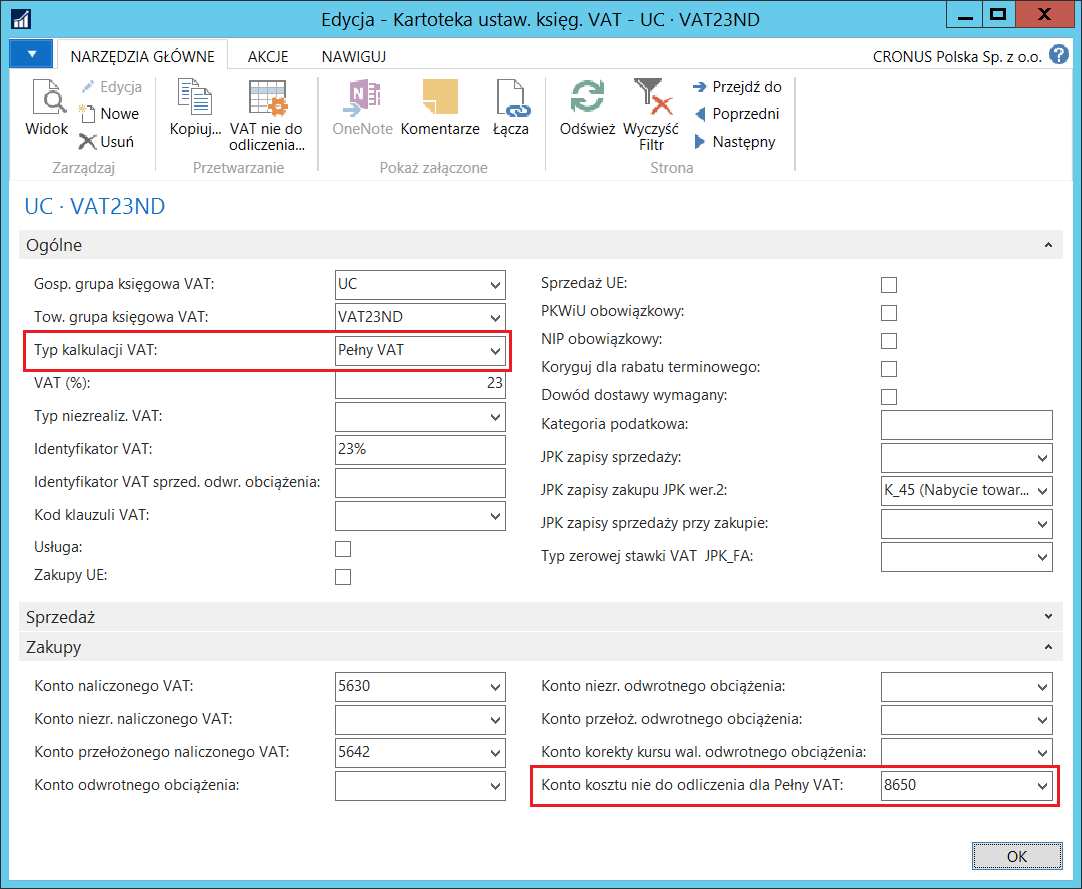 Edycja - Kartoteka ustaw. księg. VAT - UC · VAT23ND
NARZĘDZIA GŁÓWNE AKCJE NAWIGUJ CRONUS Polska Sp. z o.o.
Widok
Edycja
Nowe
Usuń
Zarządzaj
Kopiuj...
VAT nie do
odliczenia...
Przetwarzanie
OneNote
Komentarze
Łącza
Pokaż załączone
Odśwież
Wyczyść
Filtr
Przejdź do
Poprzedni
Następny
Strona
UC · VAT23ND
Ogólne
Gosp. grupa księgowa VAT: UC
Tow. grupa księgowa VAT: VAT23ND
Typ kalkulacji VAT: Pełny VAT
VAT (%): 23
Typ niezrealiz. VAT:
Identyfikator VAT: 23%
Identyfikator VAT sprzed. odwr. obciążenia:
Kod klauzuli VAT:
Usługa:
Zakupy UE:
Sprzedaż UE:
PKWiU obowiązkowy:
NIP obowiązkowy:
Koryguj dla rabatu terminowego:
Dowód dostawy wymagany:
Kategoria podatkowa:
JPK zapisy sprzedaży:
JPK zapisy zakupu JPK wer.2: K_45 (Nabycie towar...
JPK zapisy sprzedaży przy zakupie:
Typ zerowej stawki VAT JPK_FA:
Sprzedaż
Zakupy
Konto naliczonego VAT: 5630
Konto niezr. naliczonego VAT:
Konto przełożonego naliczonego VAT: 5642
Konto odwrotnego obciążenia:
Konto niezr. odwrotnego obciążenia:
Konto przełoż. odwrotnego obciążenia:
Konto korekty kursu wal. odwrotnego obciążenia:
Konto kosztu nie do odliczenia dla Pełny VAT: 8650
OK